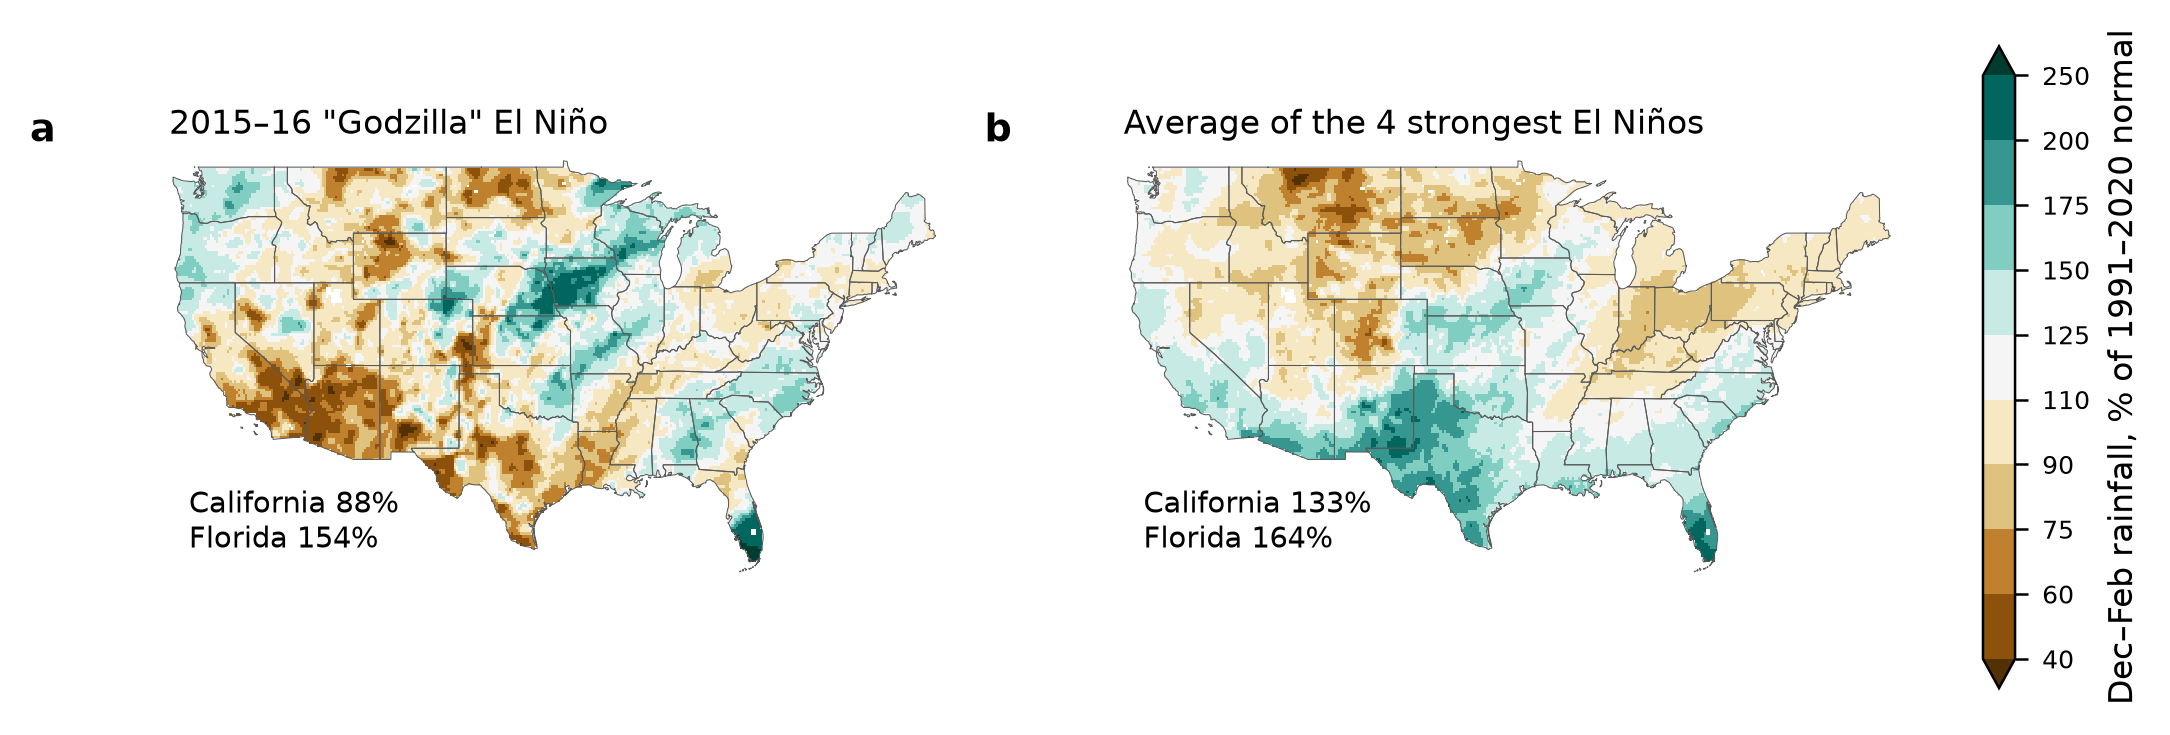 a
2015–16 "Godzilla" El Niño
California 88%
Florida 154%
b
Average of the 4 strongest El Niños
California 133%
Florida 164%
250
200
175
150
125
110
90
75
60
40
Dec–Feb rainfall, % of 1991–2020 normal